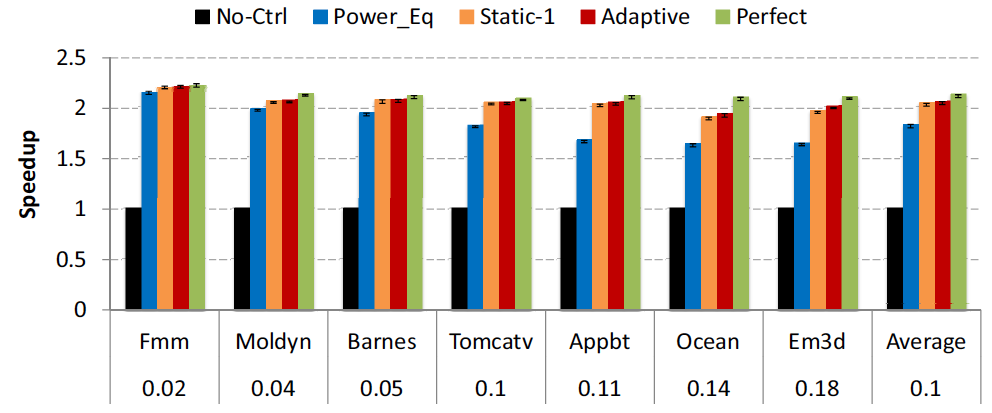 No-Ctrl Power_Eq Static-1 Adaptive Perfect
2.5
2
1.5
1
0.5
0
Speedup
Fmm Moldyn Barnes Tomcatv Appbt Ocean Em3d Average
0.02 0.04 0.05 0.1 0.11 0.14 0.18 0.1